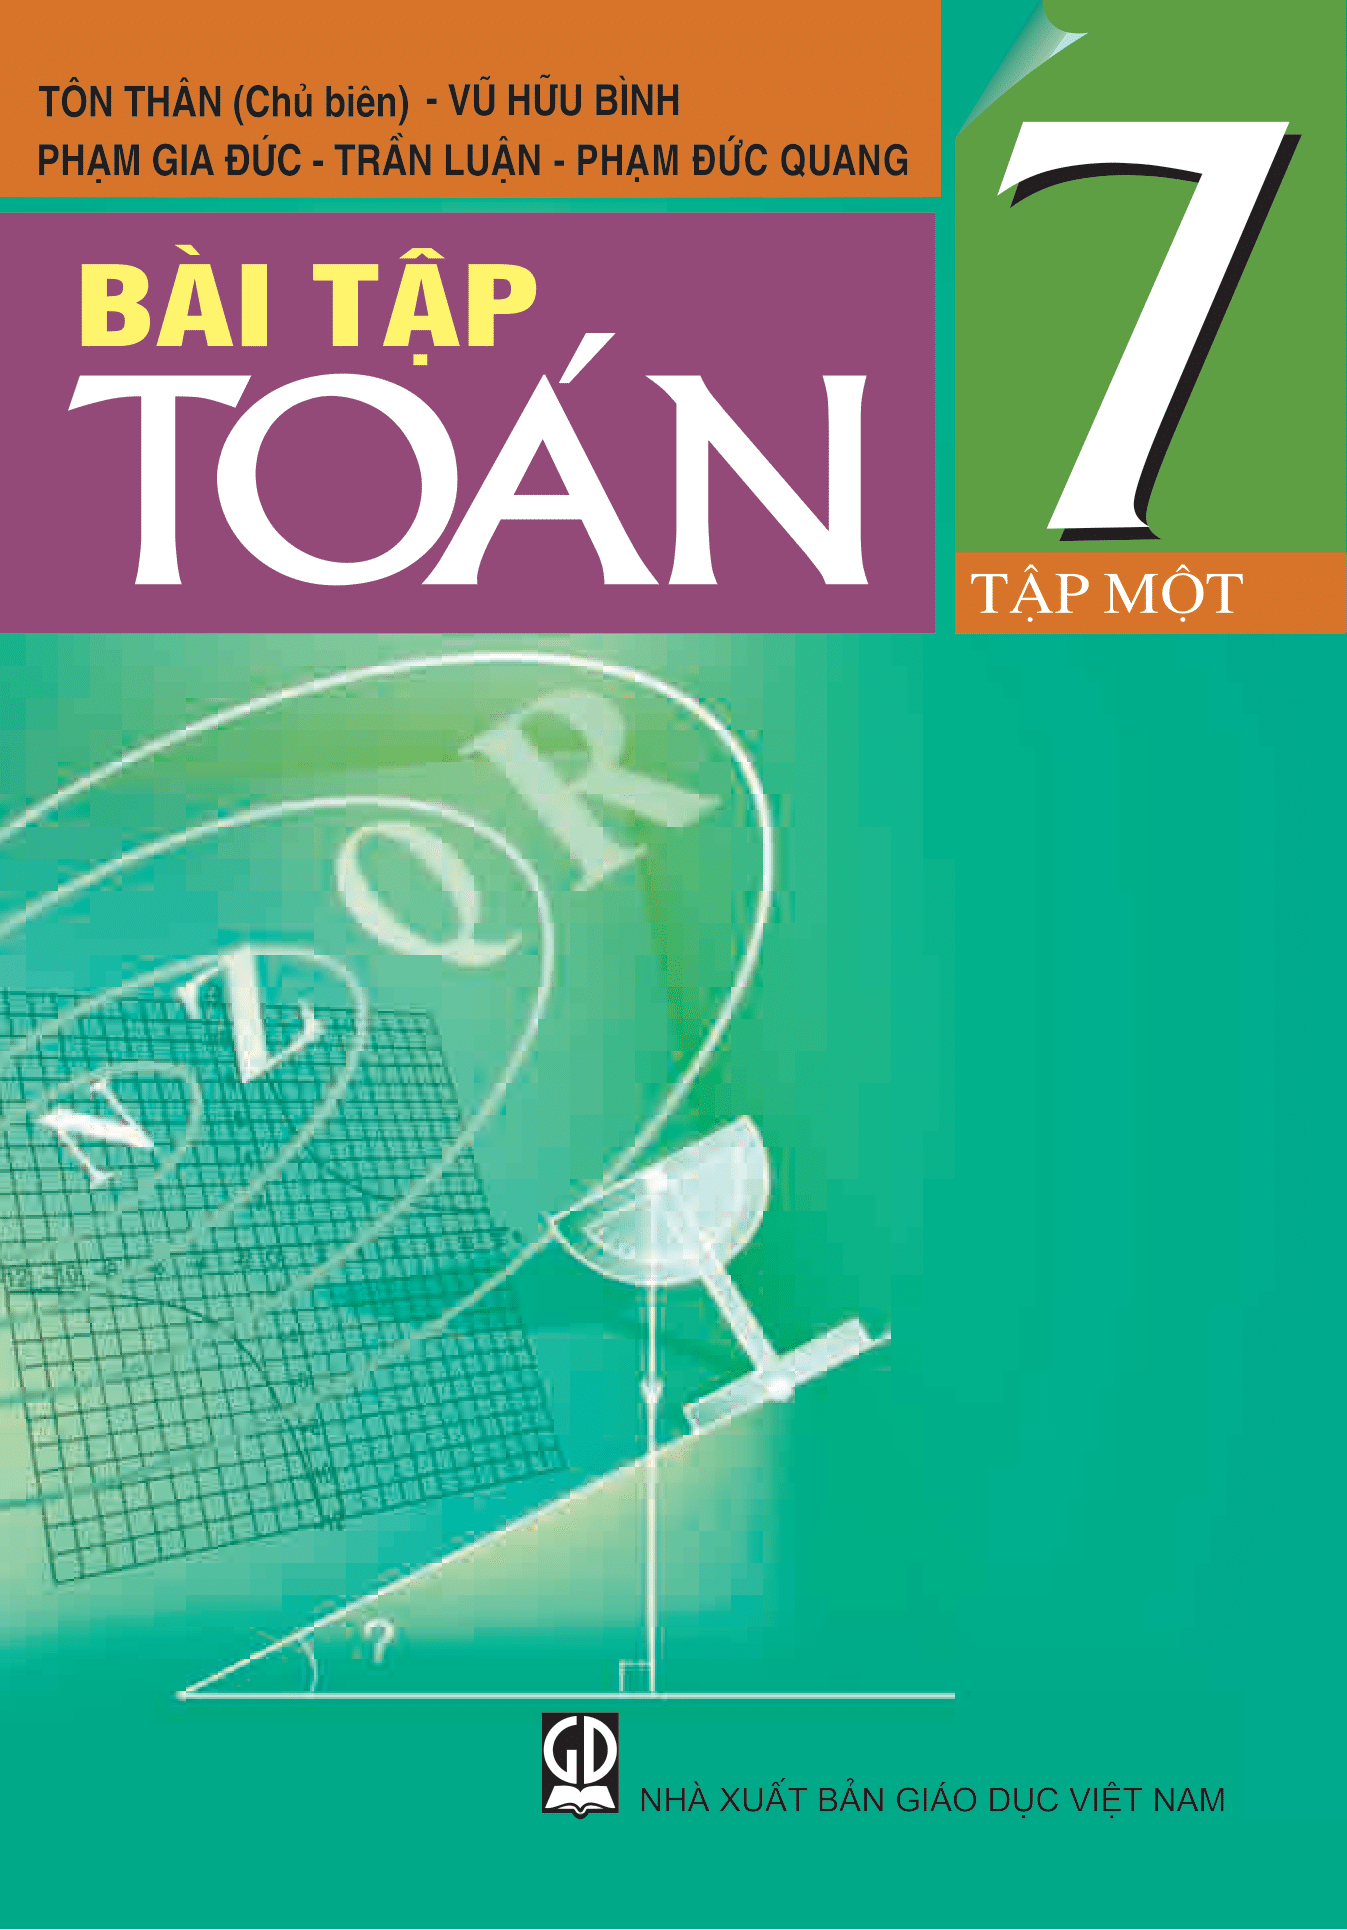 TÔN THÂN (Chủ biên) - VŨ HỮU BÌNH
PHẠM GIA ĐỨC - TRẦN LUẬN - PHẠM ĐỨC QUANG
BÀI TẬP
TOÁN
7
TẬP MỘT
R
Q
Z
N
?
GD
NHÀ XUẤT BẢN GIÁO DỤC VIỆT NAM